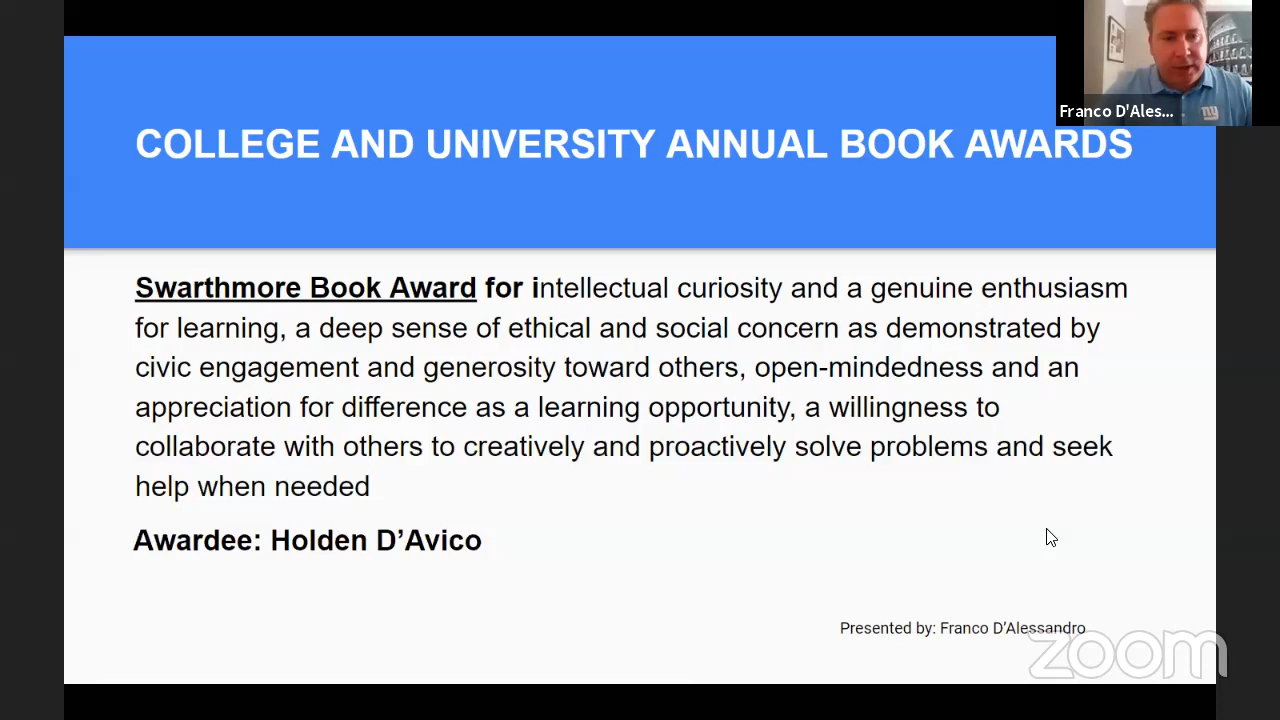 Franco D'Ales...
NY
COLLEGE AND UNIVERSITY ANNUAL BOOK AWARDS
Swarthmore Book Award for intellectual curiosity and a genuine enthusiasm
for learning, a deep sense of ethical and social concern as demonstrated by
civic engagement and generosity toward others, open-mindedness and an
appreciation for difference as a learning opportunity, a willingness to
collaborate with others to creatively and proactively solve problems and seek
help when needed
Awardee: Holden D’Avico
Presented by: Franco D’Alessandro
zoom